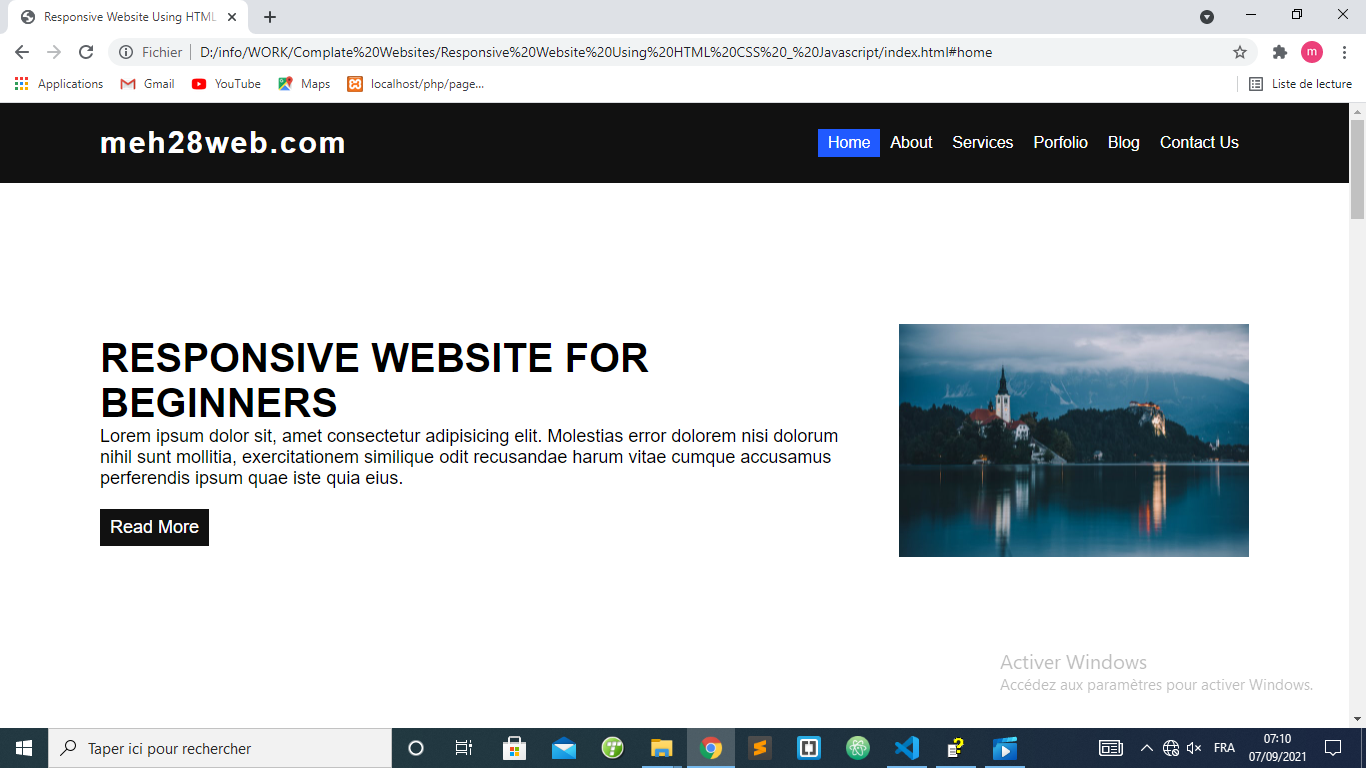 Responsive Website Using HTML
Fichier
D:/info/WORK/Complate%20Websites/Responsive%20Website%20Using%20HTML%20CSS%20_%20Javascript/index.html#home
m
Applications
Gmail
YouTube
Maps
localhost/php/page...
Liste de lecture
meh28web.com
Home
About
Services
Porfolio
Blog
Contact Us
RESPONSIVE WEBSITE FOR
BEGINNERS
Lorem ipsum dolor sit, amet consectetur adipisicing elit. Molestias error dolorem nisi dolorum
nihil sunt mollitia, exercitationem similique odit recusandae harum vitae cumque accusamus
perferendis ipsum quae iste quia eius.
Read More
Activer Windows
Accédez aux paramètres pour activer Windows.
Taper ici pour rechercher
FRA
07:10
07/09/2021